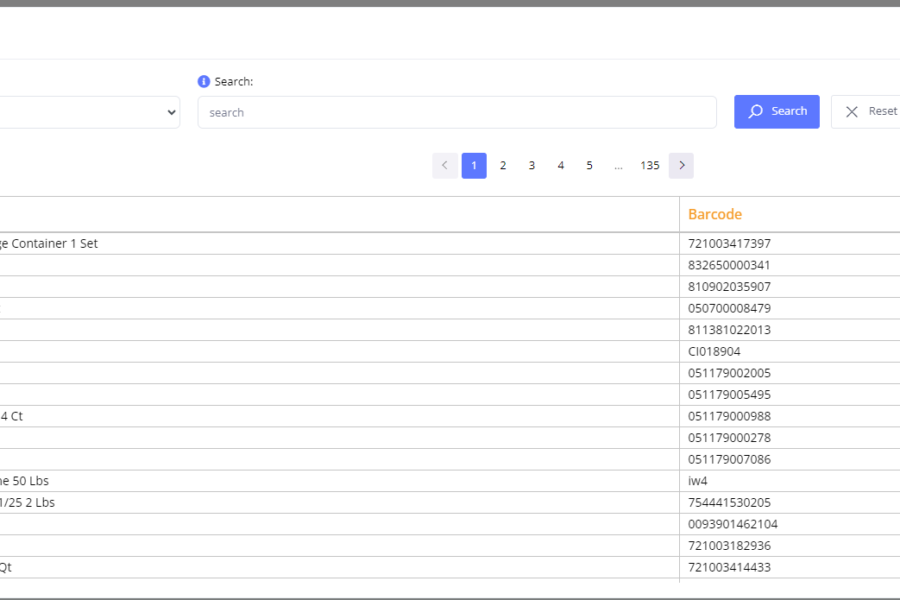 Search:
search
Search
Reset
1 2 3 4 5 ... 135
Barcode
ge Container 1 Set 721003417397
832650000341
810902035907
050700008479
811381022013
CI018904
051179002005
051179005495
4 Ct 051179000988
051179000278
051179007086
ne 50 Lbs iw4
1/25 2 Lbs 754441530205
0093901462104
721003182936
Qt 721003414433